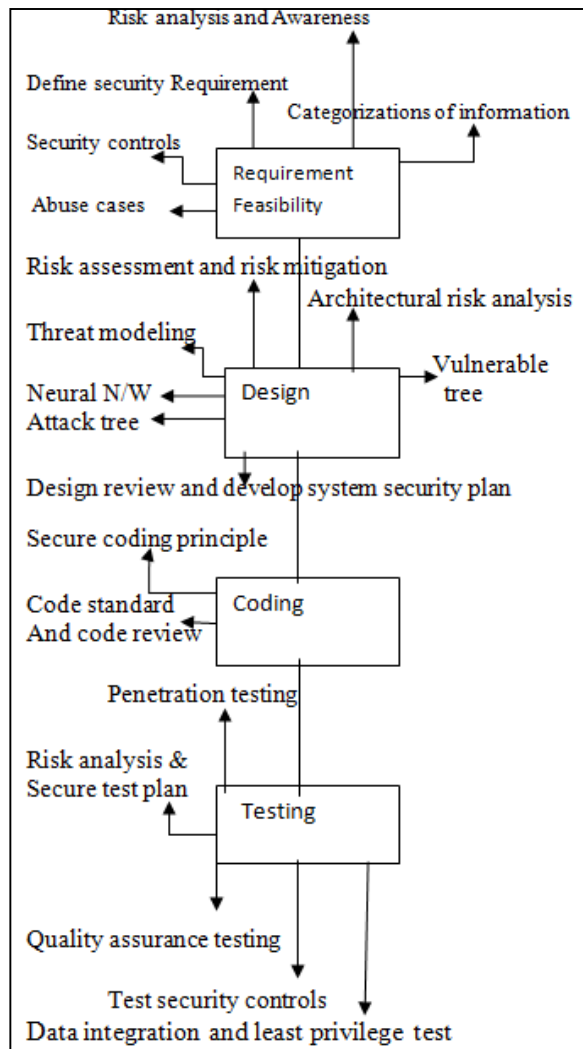 Risk analysis and Awareness
Define security Requirement
Categorizations of information
Security controls
Requirement
Feasibility
Abuse cases
Risk assessment and risk mitigation
Architectural risk analysis
Threat modeling
Vulnerable
tree
Design
Neural N/W
Attack tree
Design review and develop system security plan
Secure coding principle
Coding
Code standard
And code review
Penetration testing
Risk analysis &
Secure test plan
Testing
Quality assurance testing
Test security controls
Data integration and least privilege test